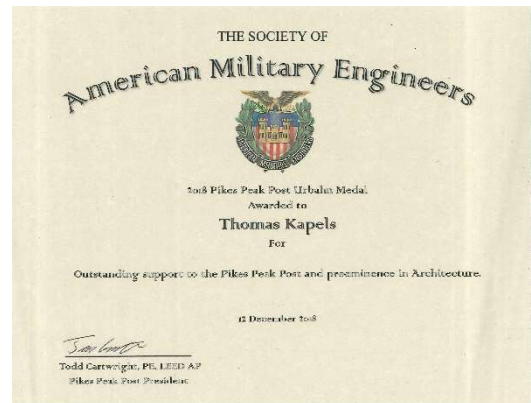 THE SOCIETY OF
American Military Engineers
2018 Pikes Peak Post Urbahn Medal
Awarded to
Thomas Kapels
For
Outstanding support to the Pikes Peak Post and preeminence in Architecture.
12 December 2018
Todd Cartwright, PE, LEED AP
Pikes Peak Post President